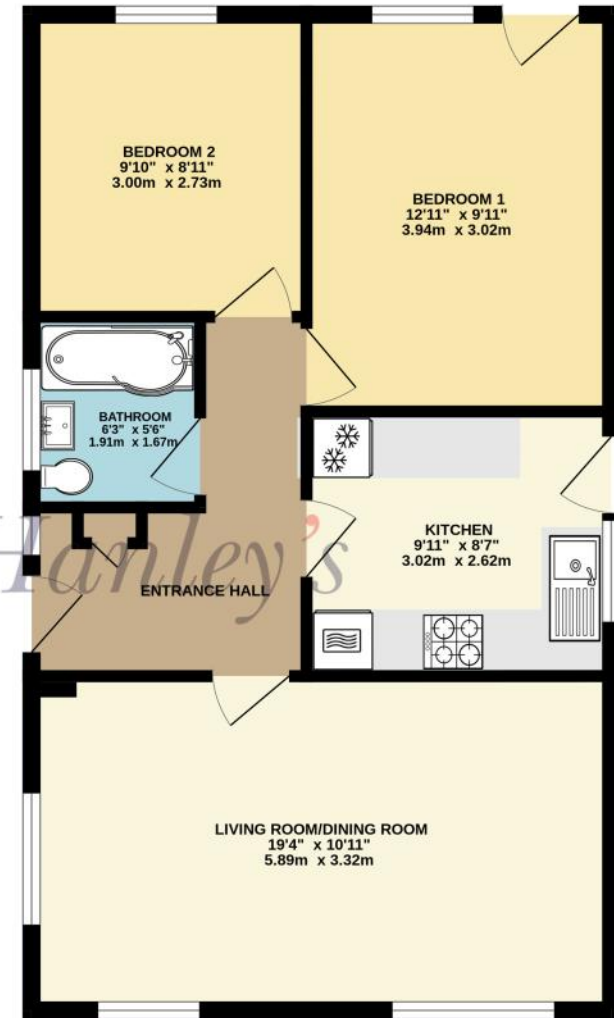 BEDROOM 2
9'10" x 8'11"
3.00m x 2.73m
BEDROOM 1
12'11" x 9'11"
3.94m x 3.02m
BATHROOM
6'3" x 5'6"
1.91m x 1.67m
KITCHEN
9'11" x 8'7"
3.02m x 2.62m
Hanley's
ENTRANCE HALL
LIVING ROOM/DINING ROOM
19'4" x 10'11"
5.89m x 3.32m